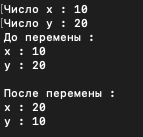 Число x : 10
Число y : 20
До перемены :
x : 10
y : 20

После перемены :
x : 20
y : 10